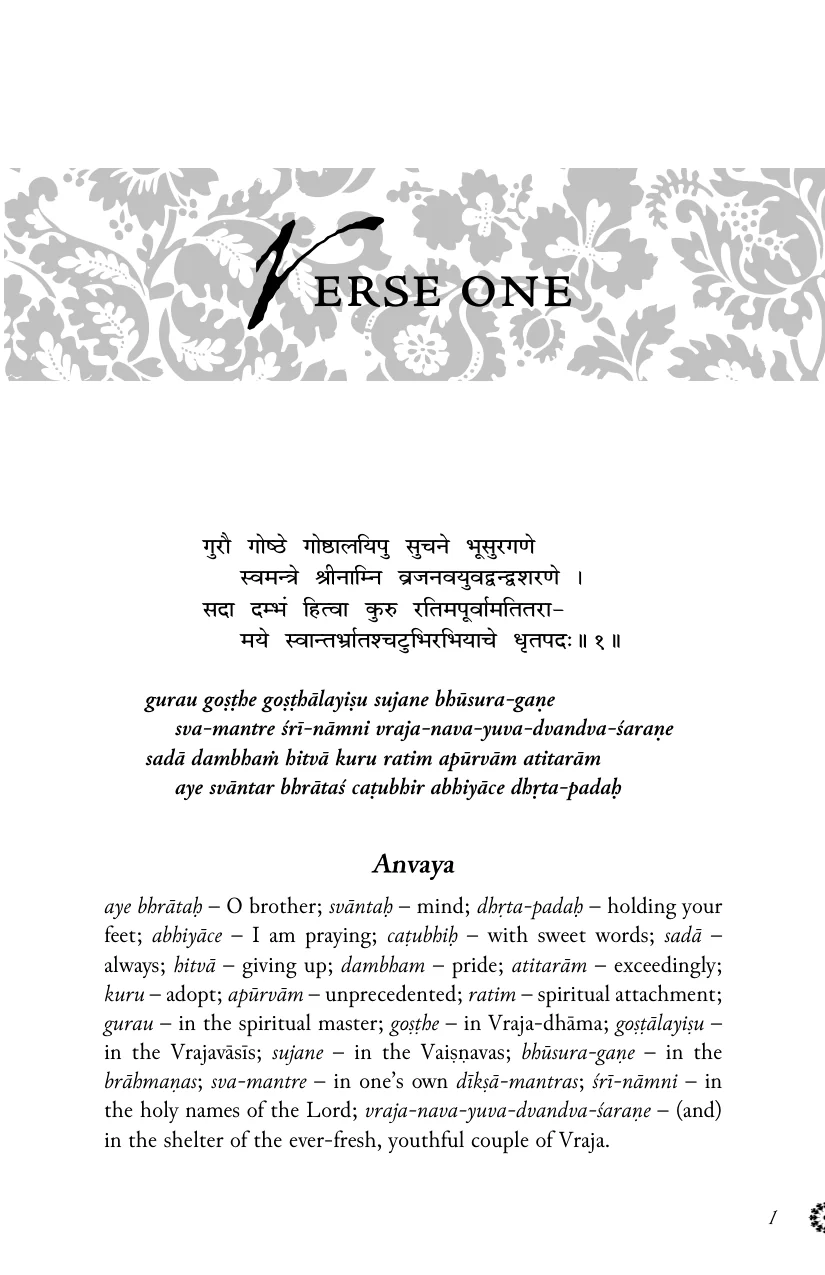 VERSE ONE
गुरौ गोष्ठे गोष्ठालयिषु सुचने भूसुरगणे
स्वमन्त्रे श्रीनाम्नि व्रजनवयुवद्वन्द्वशरणे ।
सदा दम्भं हित्वा कुरु रतिमपूर्वामतितरा-
मये स्वान्तर्भ्रातश्चटुभिरभियाचे धृतपदः॥ १॥
gurau goṣṭhe goṣṭhālayiṣu sujane bhūsura-gaṇe
sva-mantre śrī-nāmni vraja-nava-yuva-dvandva-śaraṇe
sadā dambhaṁ hitvā kuru ratim apūrvām atitarām
aye svāntar bhrātaś caṭubhir abhiyāce dhṛta-padaḥ
Anvaya
aye bhrātaḥ – O brother; svāntaḥ – mind; dhṛta-padaḥ – holding your
feet; abhiyāce – I am praying; caṭubhiḥ – with sweet words; sadā –
always; hitvā – giving up; dambham – pride; atitarām – exceedingly;
kuru – adopt; apūrvām – unprecedented; ratim – spiritual attachment;
gurau – in the spiritual master; goṣṭhe – in Vraja-dhāma; goṣṭālayiṣu –
in the Vrajavāsīs; sujane – in the Vaiṣṇavas; bhūsura-gaṇe – in the
brāhmaṇas; sva-mantre – in one’s own dīkṣā-mantras; śrī-nāmni – in
the holy names of the Lord; vraja-nava-yuva-dvandva-śaraṇe – (and)
in the shelter of the ever-fresh, youthful couple of Vraja.
1